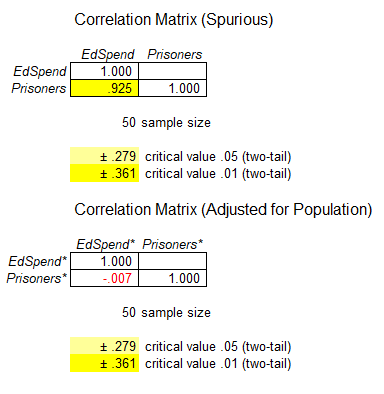 Correlation Matrix (Spurious)
EdSpend Prisoners
EdSpend 1.000
Prisoners .925 1.000
50 sample size
± .279 critical value .05 (two-tail)
± .361 critical value .01 (two-tail)
Correlation Matrix (Adjusted for Population)
EdSpend* Prisoners*
EdSpend* 1.000
Prisoners* -.007 1.000
50 sample size
± .279 critical value .05 (two-tail)
± .361 critical value .01 (two-tail)